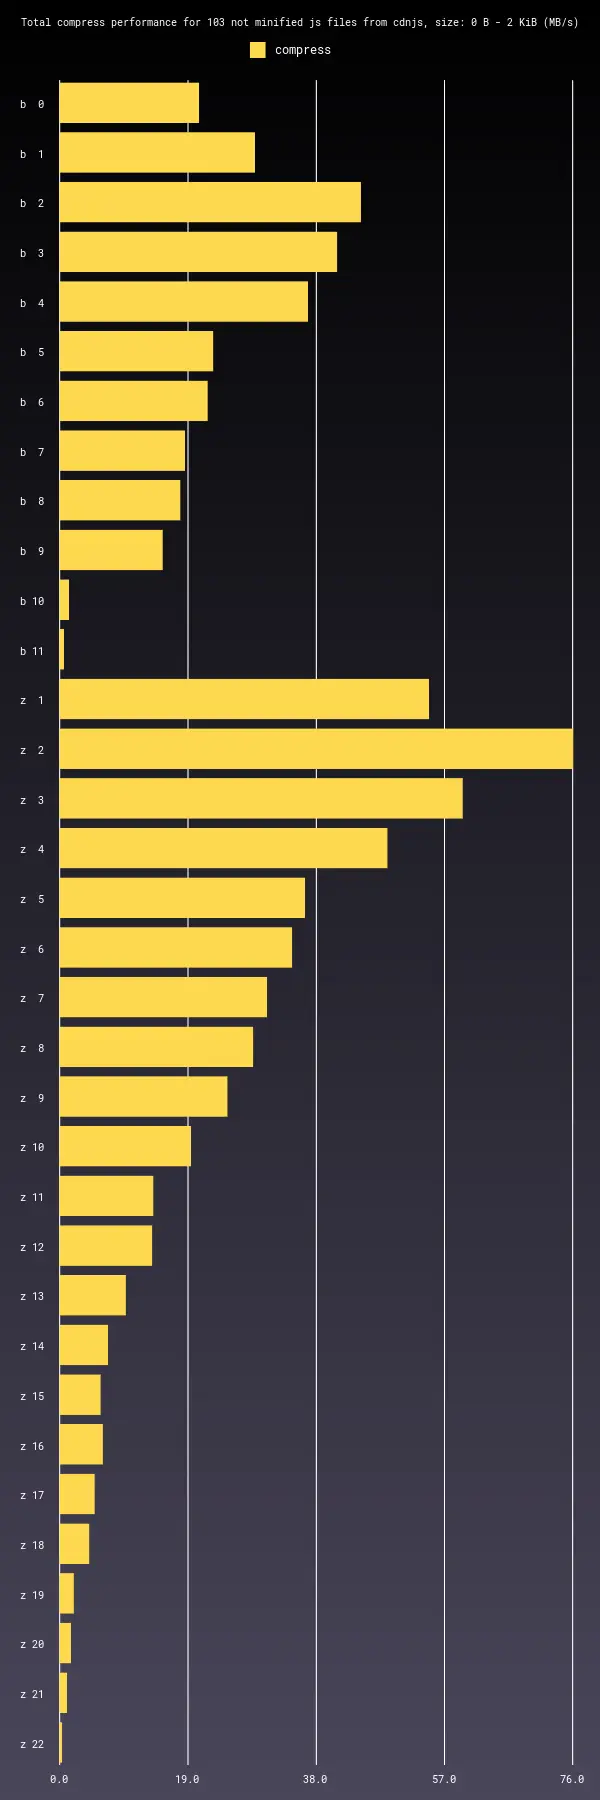 Total compress performance for 103 not minified js files from cdnjs, size: 0 B - 2 KiB (MB/s)
compress
b 0
b 1
b 2
b 3
b 4
b 5
b 6
b 7
b 8
b 9
b 10
b 11
z 1
z 2
z 3
z 4
z 5
z 6
z 7
z 8
z 9
z 10
z 11
z 12
z 13
z 14
z 15
z 16
z 17
z 18
z 19
z 20
z 21
z 22
0.0 19.0 38.0 57.0 76.0